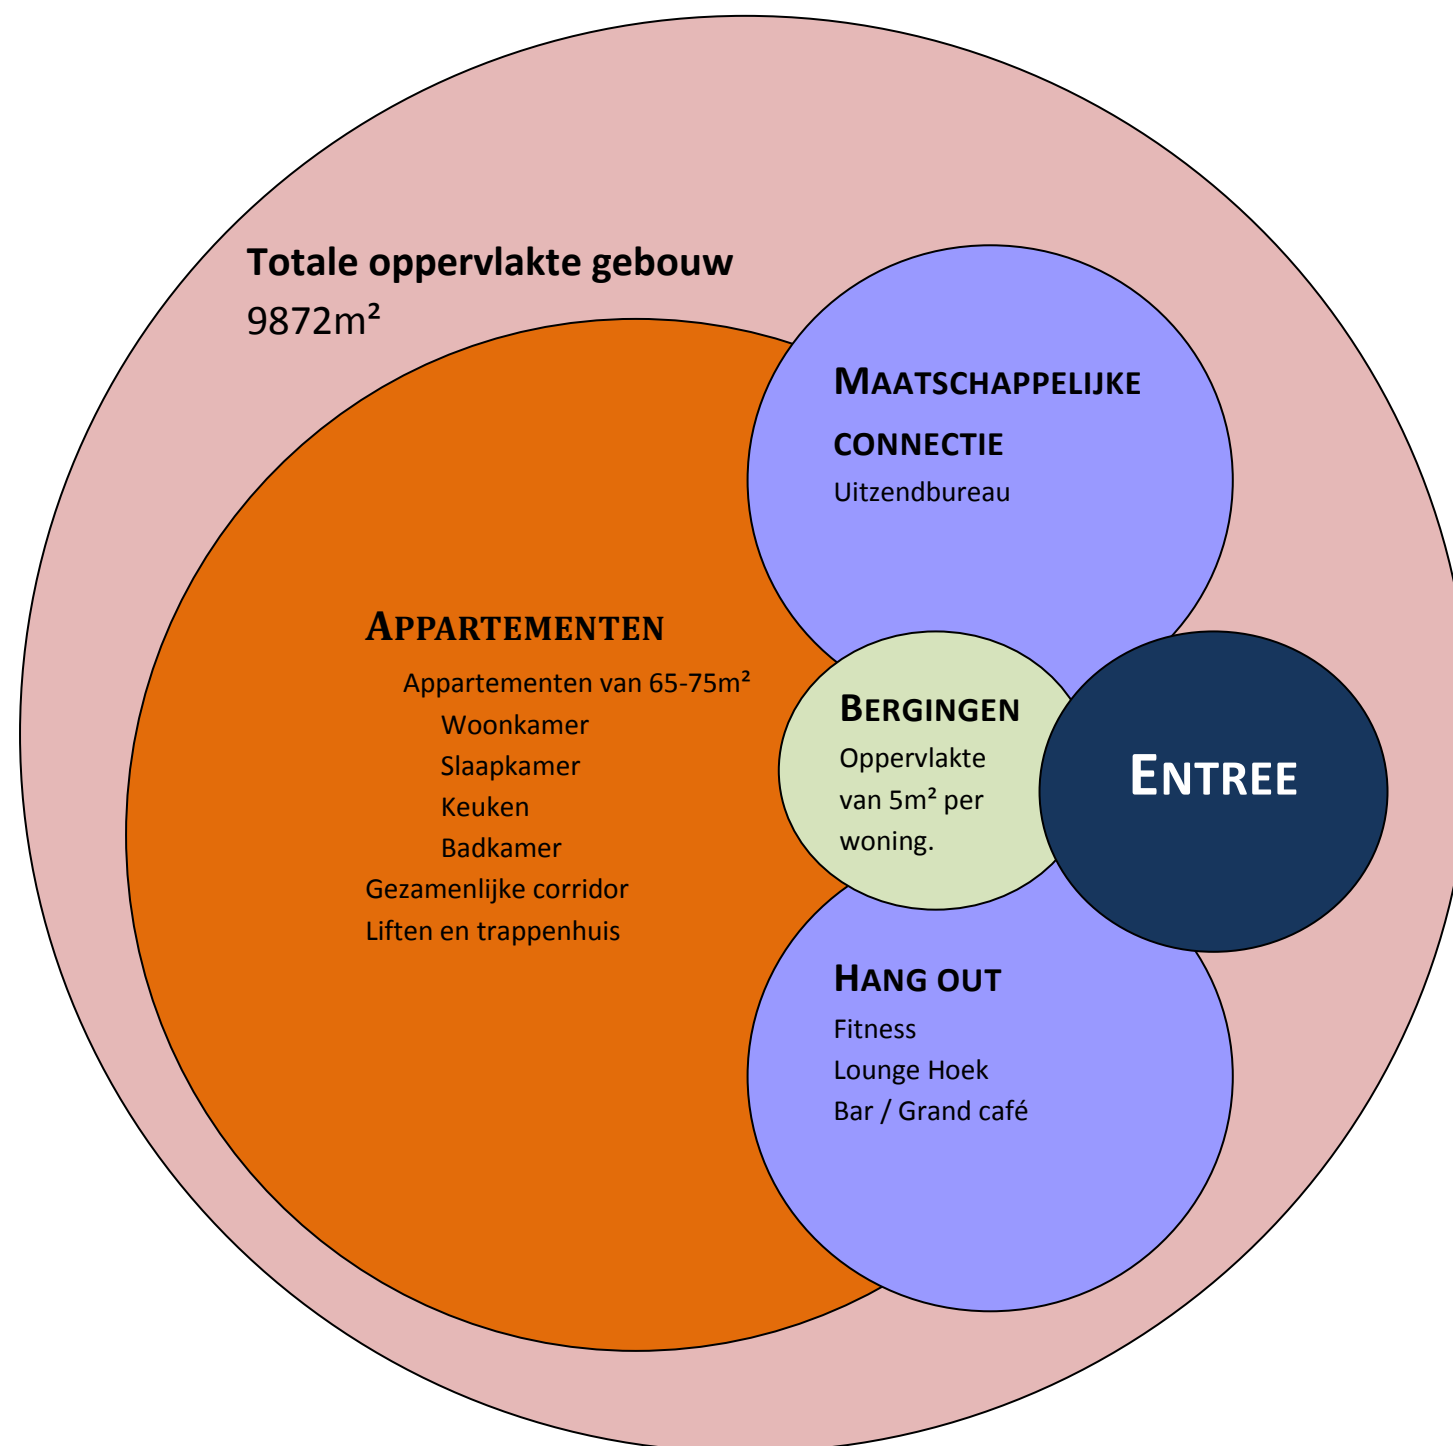 Totale oppervlakte gebouw
9872m²
MAATSCHAPPELIJKE
CONNECTIE
Uitzendbureau
APPARTEMENTEN
Appartementen van 65-75m²
Woonkamer
Slaapkamer
Keuken
Badkamer
Gezamenlijke corridor
Liften en trappenhuis
BERGINGEN
Oppervlakte
van 5m² per
woning.
ENTREE
HANG OUT
Fitness
Lounge Hoek
Bar / Grand café